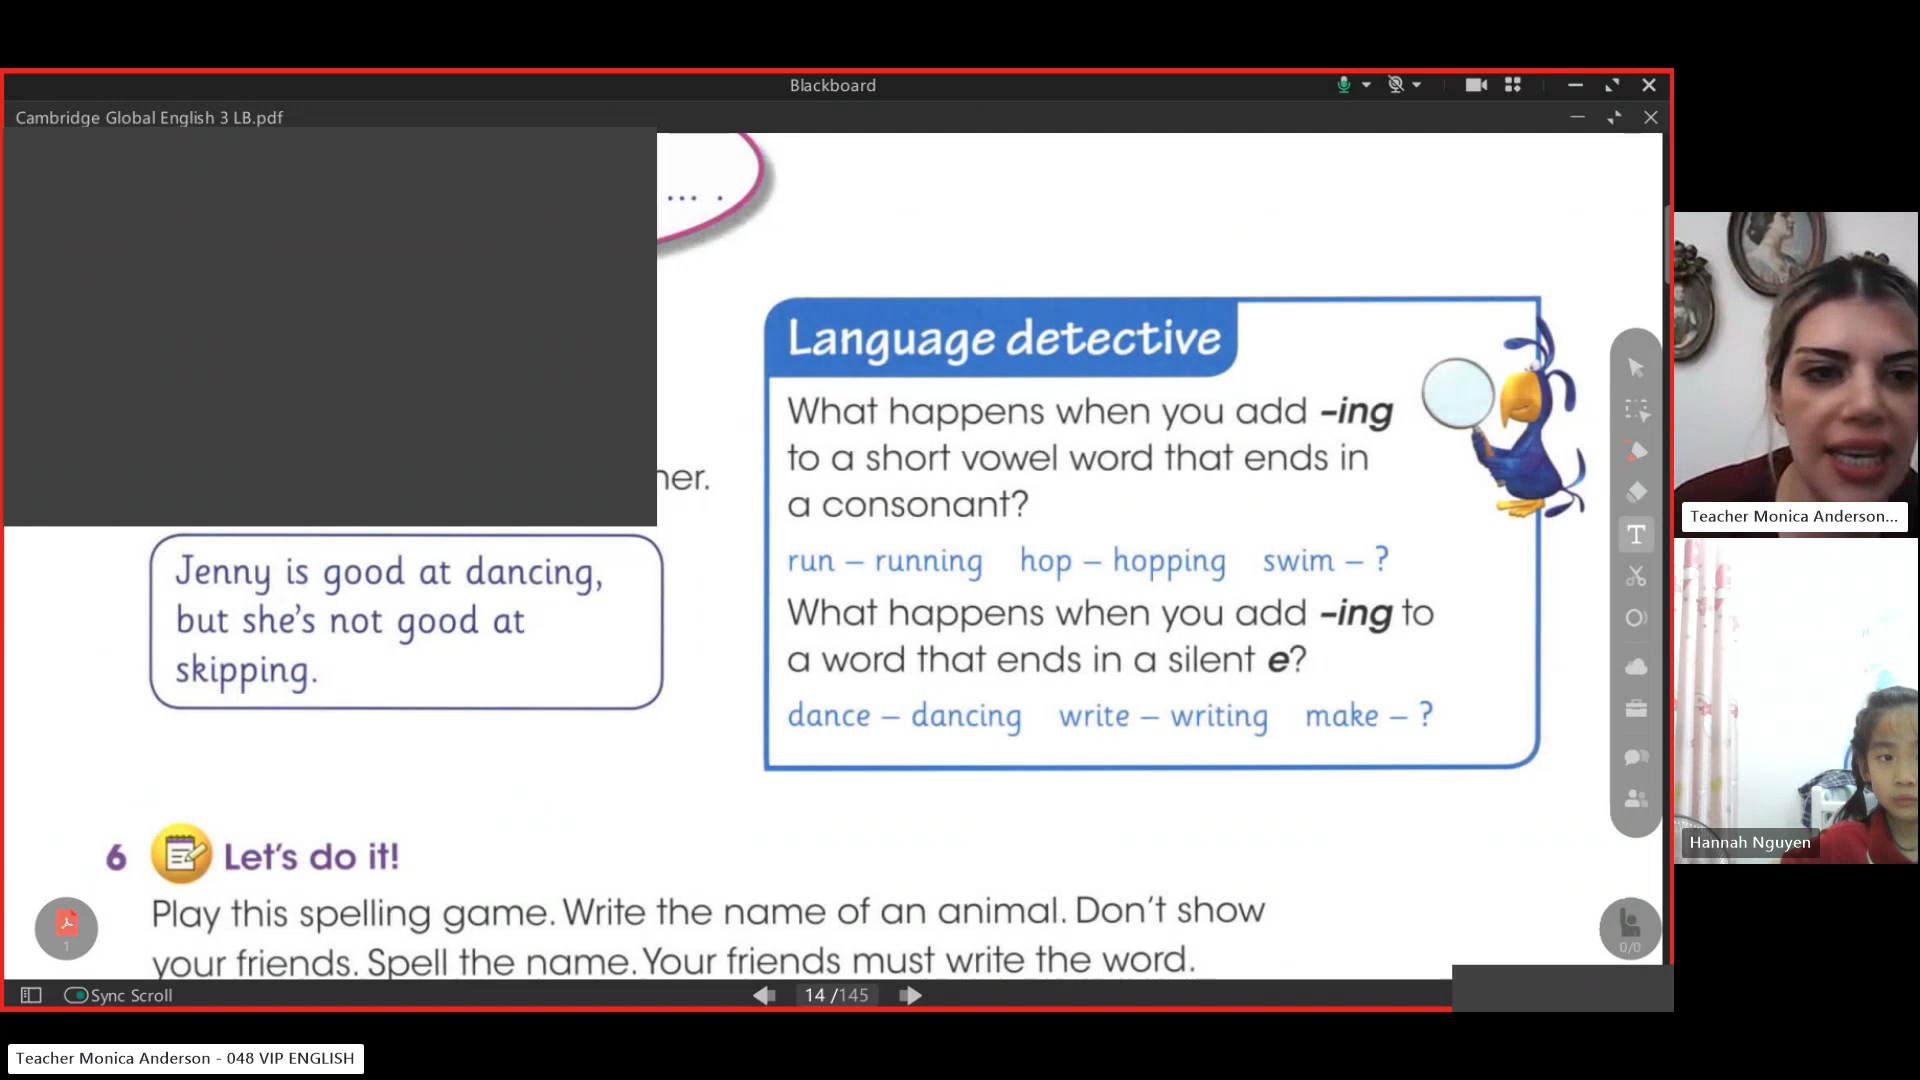 Blackboard
Cambridge Global English 3 LB.pdf
... .
her.
Language detective
What happens when you add –ing
to a short vowel word that ends in
a consonant?
run – running hop – hopping swim – ?
What happens when you add –ing to
a word that ends in a silent e?
dance – dancing write – writing make – ?
Jenny is good at dancing,
but she's not good at
skipping.
6 Let's do it!
Play this spelling game. Write the name of an animal. Don't show
your friends. Spell the name. Your friends must write the word.
T
1
0/0
Sync Scroll
14 /145
Teacher Monica Anderson...
Hannah Nguyen
Teacher Monica Anderson - 048 VIP ENGLISH